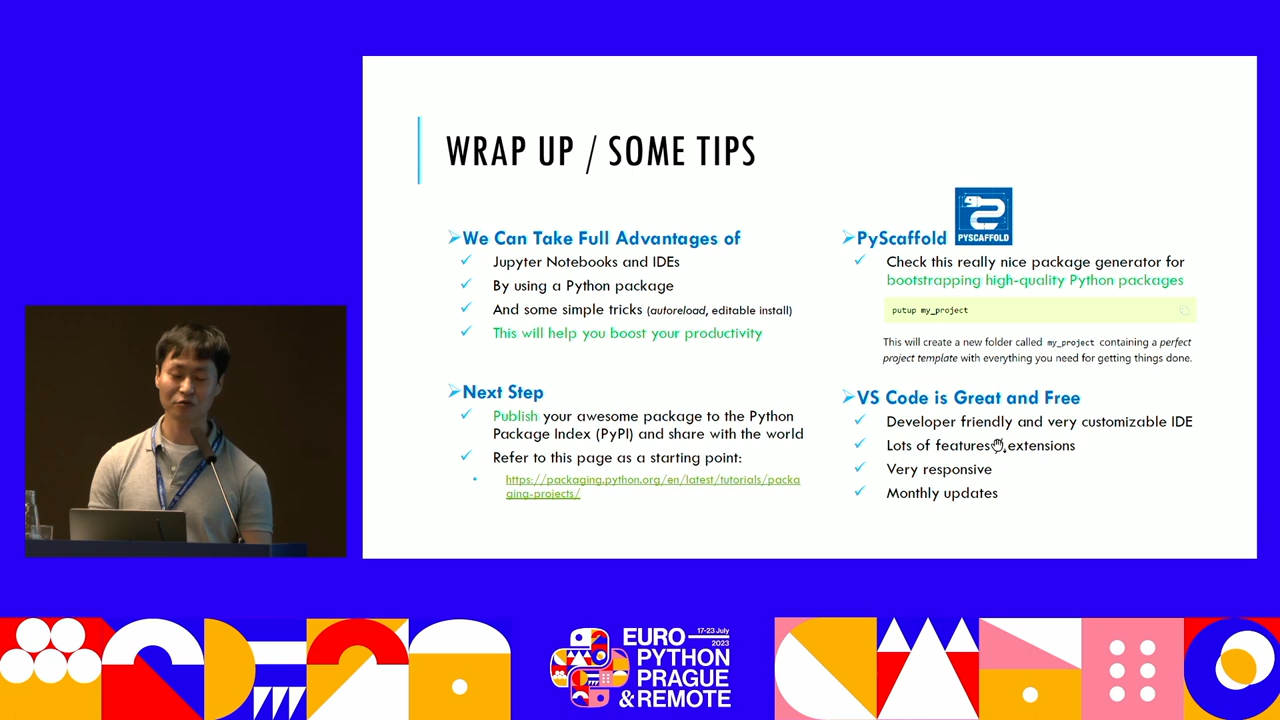 WRAP UP / SOME TIPS
We Can Take Full Advantages of
Jupyter Notebooks and IDEs
By using a Python package
And some simple tricks (autoreload, editable install)
This will help you boost your productivity
Next Step
Publish your awesome package to the Python
Package Index (PyPI) and share with the world
Refer to this page as a starting point:
https://packaging.python.org/en/latest/tutorials/packa
ging-projects/
PyScaffold
PYSCAFFOLD
Check this really nice package generator for
bootstrapping high-quality Python packages
putup my_project
This will create a new folder called my_project containing a perfect
project template with everything you need for getting things done.
VS Code is Great and Free
Developer friendly and very customizable IDE
Lots of features, extensions
Very responsive
Monthly updates
EURO 17-23 July
2023
PYTHON
PRAGUE
& REMOTE